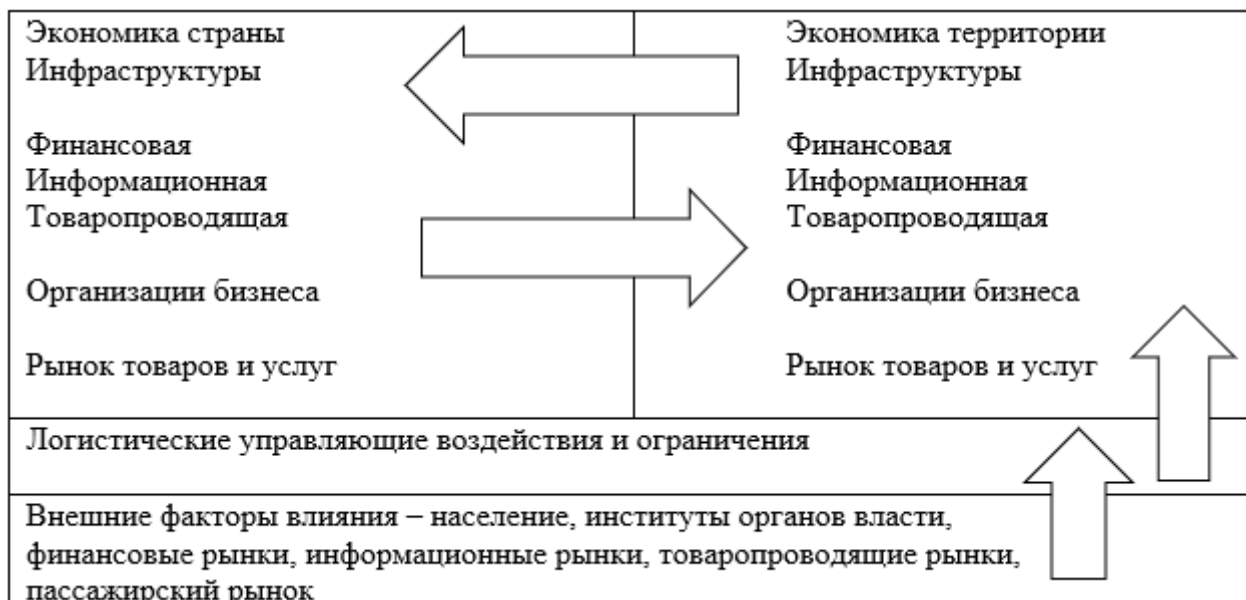 Экономика страны
Инфраструктуры
Финансовая
Информационная
Товаропроводящая
Организации бизнеса
Рынок товаров и услуг
Экономика территории
Инфраструктуры
Финансовая
Информационная
Товаропроводящая
Организации бизнеса
Рынок товаров и услуг
Логистические управляющие воздействия и ограничения
Внешние факторы влияния – население, институты органов власти,
финансовые рынки, информационные рынки, товаропроводящие рынки,
пассажирский рынок